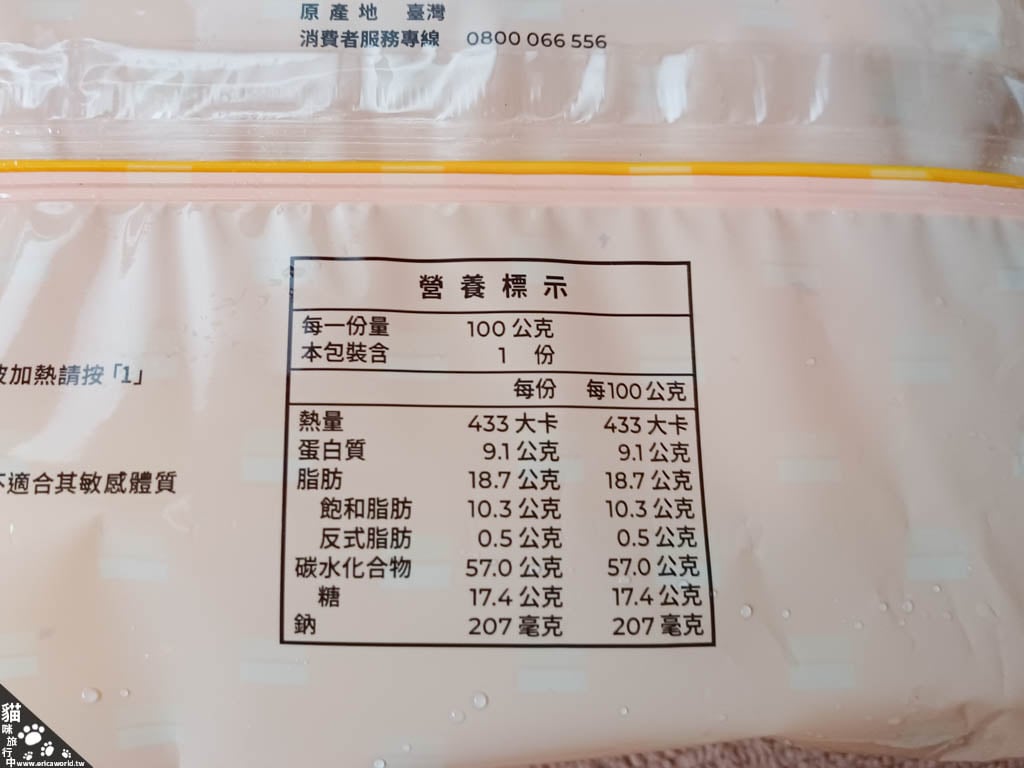 原產地 臺灣
消費者服務專線 0800 066 556
營養標示
每一份量 100 公克
本包裝含 1 份
每份 每100公克
熱量 433 大卡 433 大卡
蛋白質 9.1 公克 9.1 公克
脂肪 18.7 公克 18.7 公克
飽和脂肪 10.3 公克 10.3 公克
反式脂肪 0.5 公克 0.5 公克
碳水化合物 57.0 公克 57.0 公克
糖 17.4 公克 17.4 公克
鈉 207 毫克 207 毫克
加熱請按「1」
適合其敏感體質
貓咪旅行中
www.ericaworld.tw